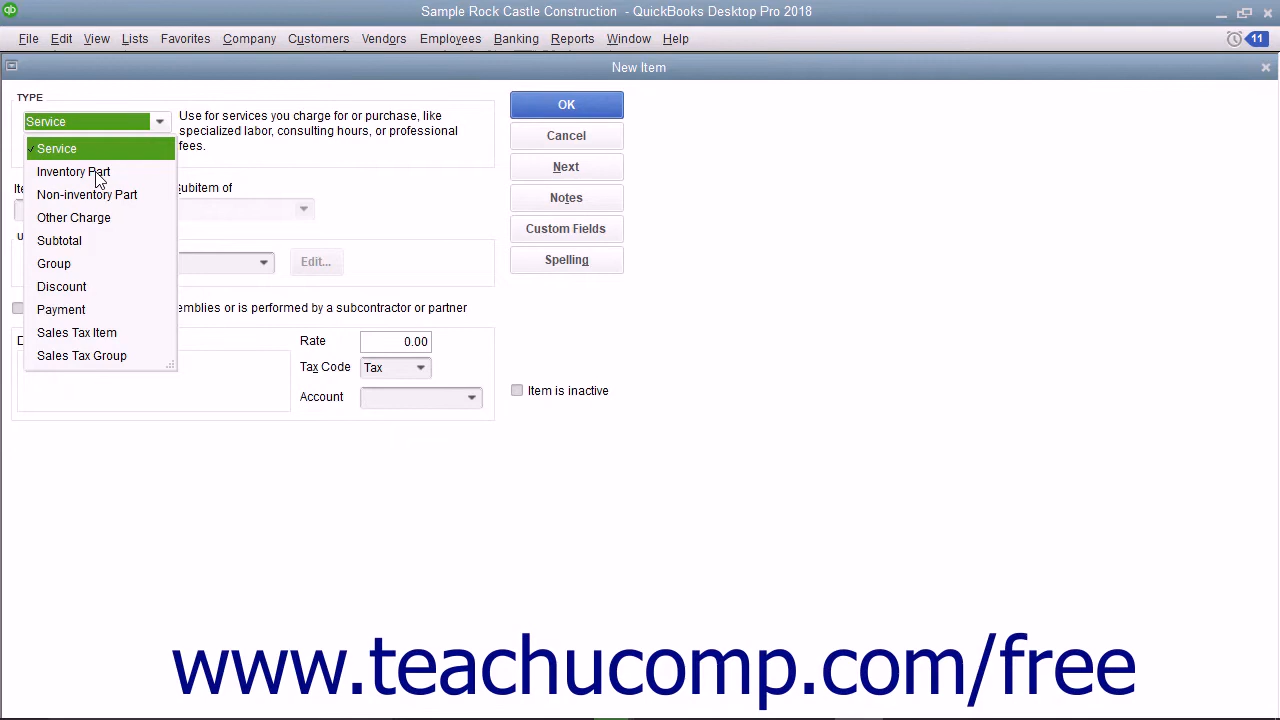 Sample Rock Castle Construction - QuickBooks Desktop Pro 2018
File Edit View Lists Favorites Company Customers Vendors Employees Banking Reports Window Help 11
New Item
TYPE
Service
Use for services you charge for or purchase, like
specialized labor, consulting hours, or professional
fees.
Service
Inventory Part
Non-inventory Part
Other Charge
Subtotal
Group
Discount
Payment
Sales Tax Item
Sales Tax Group
ubitem of
Edit...
emblies or is performed by a subcontractor or partner
Rate 0.00
Tax Code Tax
Account
OK
Cancel
Next
Notes
Custom Fields
Spelling
Item is inactive
www.teachucomp.com/free